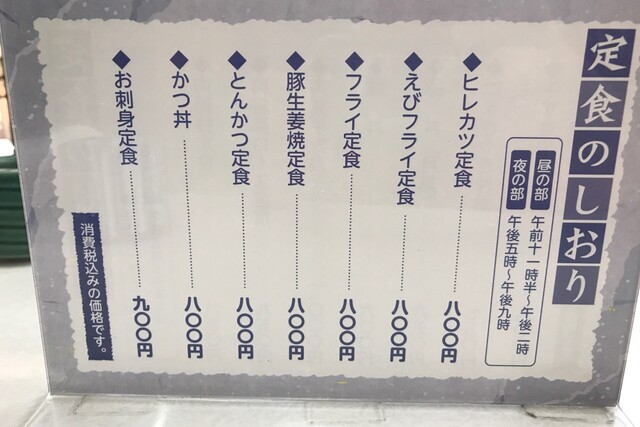 定食のしおり
昼の部 午前十一時半〜午後二時
夜の部 午後五時〜午後九時
◆ヒレカツ定食 八〇〇円
◆えびフライ定食 八〇〇円
◆フライ定食 八〇〇円
◆豚生姜焼定食 八〇〇円
◆とんかつ定食 八〇〇円
◆かつ丼 八〇〇円
◆お刺身定食 九〇〇円
消費税込みの価格です。